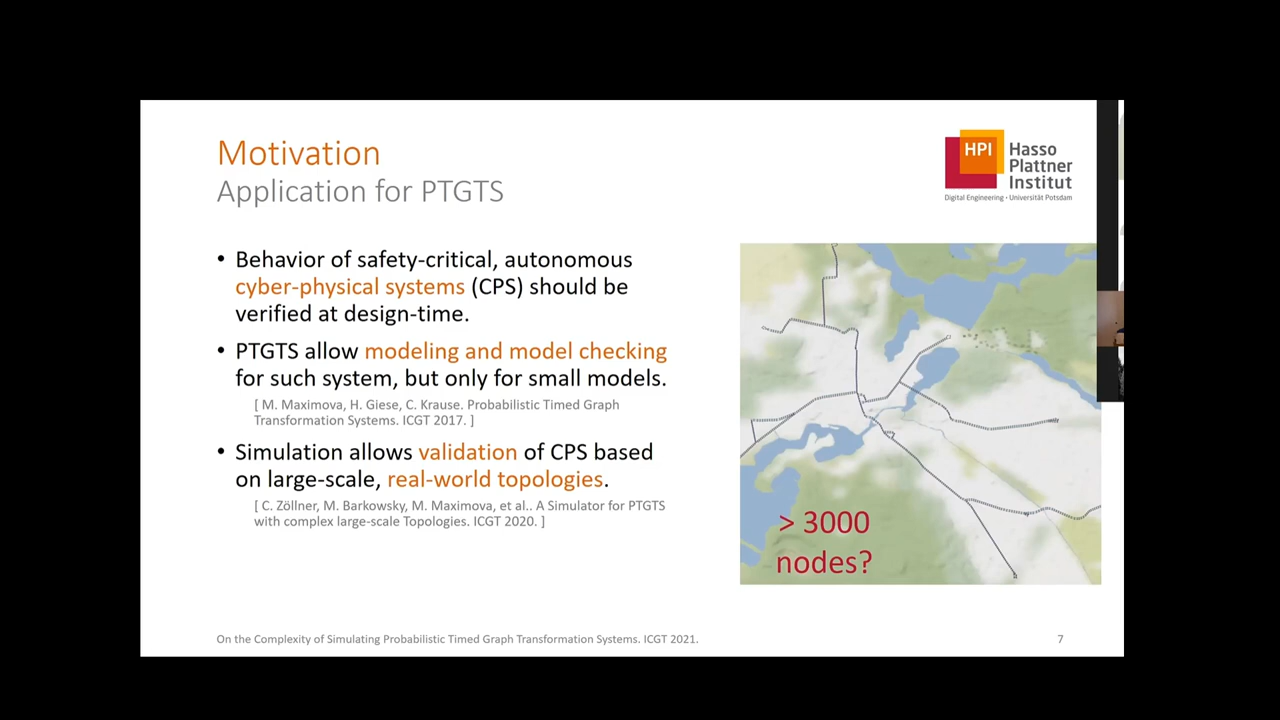 Motivation
Application for PTGTS
HPI
Hasso
Plattner
Institut
Digital Engineering • Universität Potsdam
• Behavior of safety-critical, autonomous
cyber-physical systems (CPS) should be
verified at design-time.
• PTGTS allow modeling and model checking
for such system, but only for small models.
[ M. Maximova, H. Giese, C. Krause. Probabilistic Timed Graph
Transformation Systems. ICGT 2017. ]
• Simulation allows validation of CPS based
on large-scale, real-world topologies.
[ C. Zöllner, M. Barkowsky, M. Maximova, et al.. A Simulator for PTGTS
with complex large-scale Topologies. ICGT 2020. ]
> 3000
nodes?
On the Complexity of Simulating Probabilistic Timed Graph Transformation Systems. ICGT 2021.
7